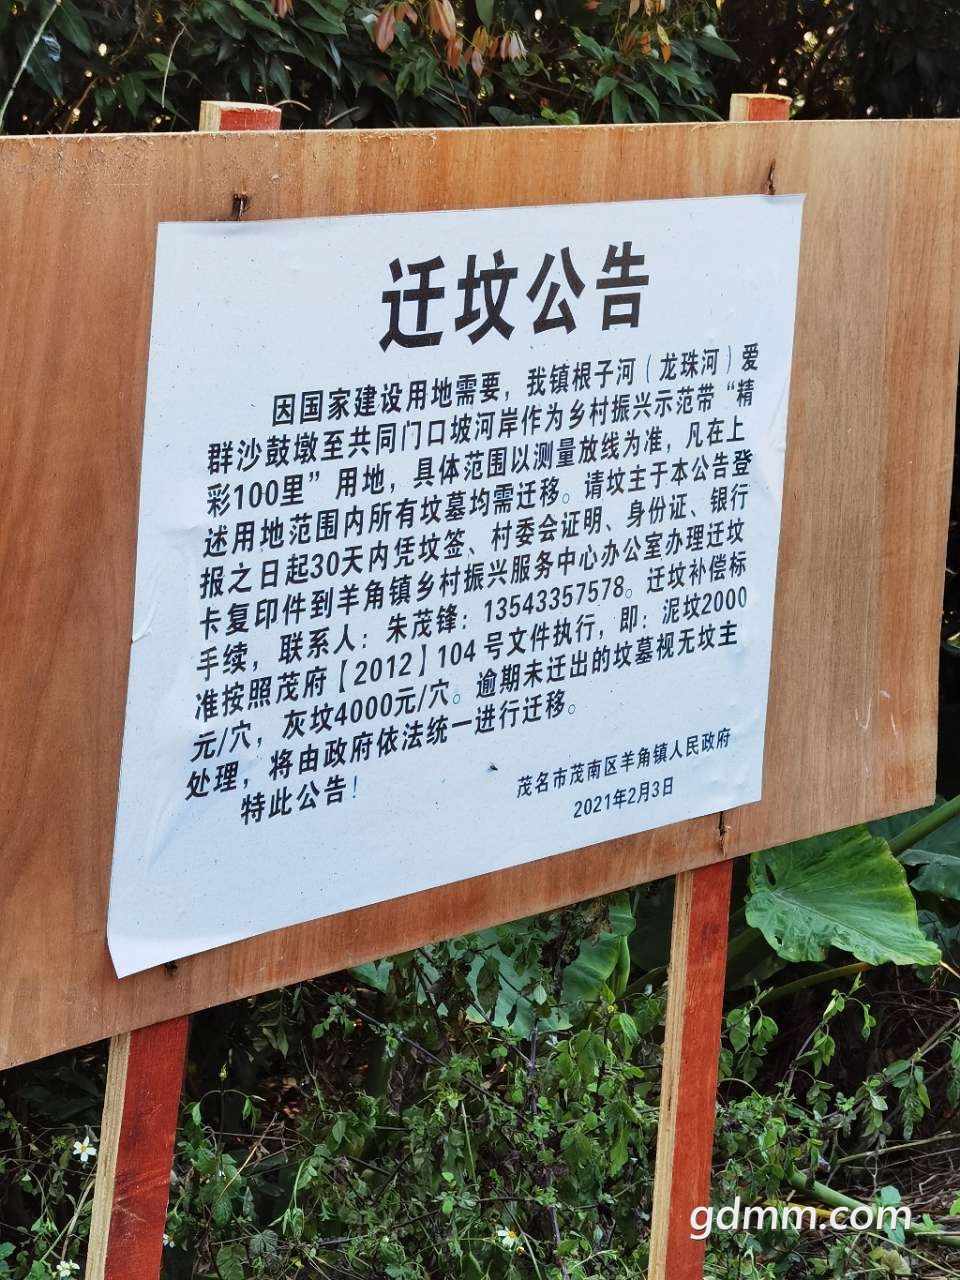 迁坟公告
因国家建设用地需要，我镇根子河（龙珠河）爱
群沙鼓墩至共同门口坡河岸作为乡村振兴示范带“精
彩100里”用地，具体范围以测量放线为准，凡在上
述用地范围内所有坟墓均需迁移。请坟主于本公告登
报之日起30天内凭坟签、村委会证明、身份证、银行
卡复印件到羊角镇乡村振兴服务中心办公室办理迁坟
手续，联系人：朱茂锋：13543357578。迁坟补偿标
准按照茂府【2012】104号文件执行，即：泥坟2000
元/穴，灰坟4000元/穴。逾期未迁出的坟墓视无坟主
处理，将由政府依法统一进行迁移。
特此公告！
茂名市茂南区羊角镇人民政府
2021年2月3日
gdmm.com